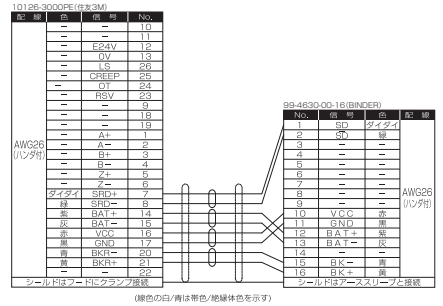 10126-3000PE(住友3M)
配 線 色 信 号 No.
－ － 10
－ － 11
－ E24V 12
－ 0V 13
－ LS 26
－ CREEP 25
－ OT 24
－ RSV 23
－ － 9
－ － 18
－ － 19
－ A+ 1
－ A－ 2
－ B+ 3
－ B－ 4
－ Z+ 5
－ Z－ 6
ダイダイ SRD+ 7
緑 SRD－ 8
紫 BAT+ 14
灰 BAT－ 15
赤 VCC 16
黒 GND 17
青 BKR－ 20
黄 BKR+ 21
－ － 22
AWG26
(ハンダ付)
シールドはフードにクランプ接続
99-4630-00-16(BINDER)
No. 信 号 色 配 線
1 SD ダイダイ
2 SD 緑
3 － －
4 － －
5 － －
6 － －
7 － －
8 － －
9 － －
10 VCC 赤
11 GND 黒
12 BAT+ 紫
13 BAT－ 灰
14 － －
15 BK－ 青
16 BK+ 黄
AWG26
(ハンダ付)
シールドはアーススリーブと接続
(線色の白/青は帯色/絶縁体色を示す)